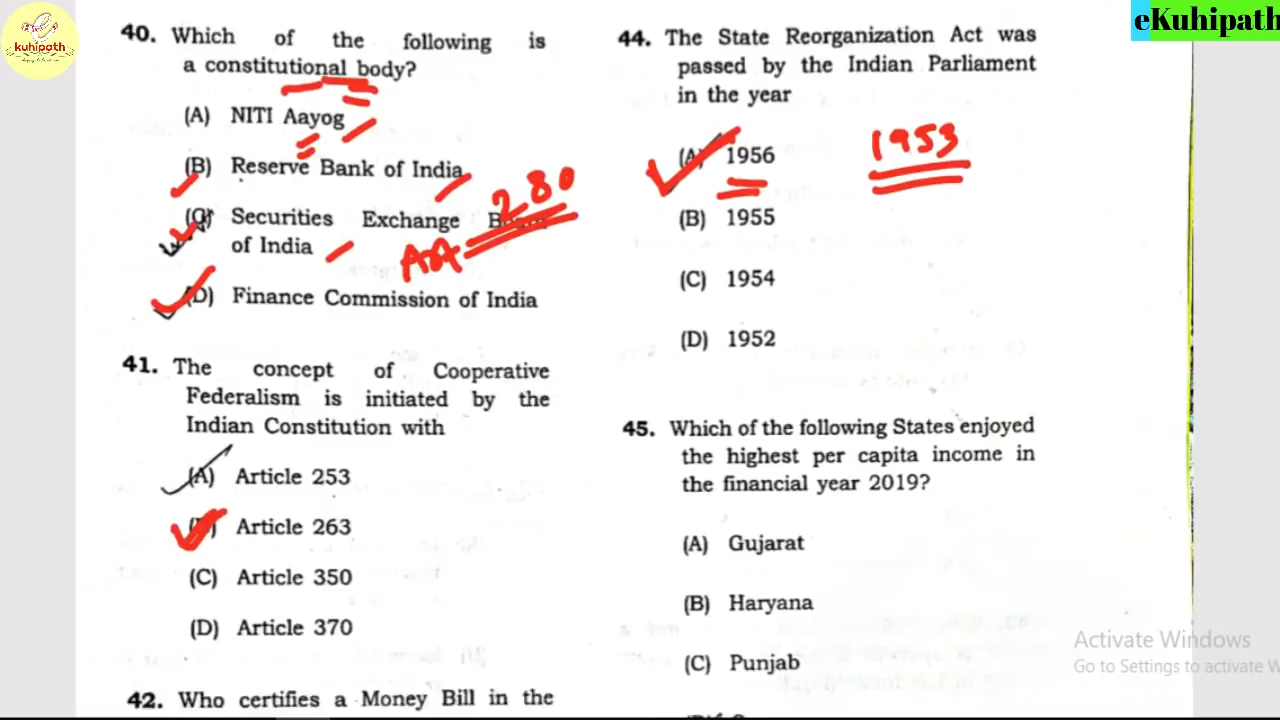 kuhipath
eKuhipath
40. Which of the following is
a constitutional body?
(A) NITI Aayog
(B) Reserve Bank of India
(C) Securities Exchange
of India
Art 280
(D) Finance Commission of India
41. The concept of Cooperative
Federalism is initiated by the
Indian Constitution with
(A) Article 253
(B) Article 263
(C) Article 350
(D) Article 370
42. Who certifies a Money Bill in the
44. The State Reorganization Act was
passed by the Indian Parliament
in the year
(A) 1956
1953
(B) 1955
(C) 1954
(D) 1952
45. Which of the following States enjoyed
the highest per capita income in
the financial year 2019?
(A) Gujarat
(B) Haryana
(C) Punjab
Activate Windows
Go to Settings to activate W